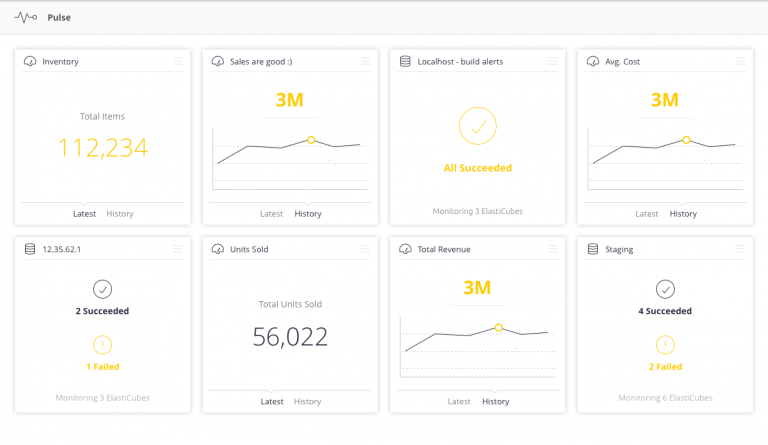 Pulse
Inventory
Total Items
112,234
Latest History
Sales are good :)
3M
Latest History
Localhost - build alerts
All Succeeded
Monitoring 3 ElastiCubes
Avg. Cost
3M
Latest History
12.35.62.1
2 Succeeded
1 Failed
Monitoring 3 ElastiCubes
Units Sold
Total Units Sold
56,022
Latest History
Total Revenue
3M
Latest History
Staging
4 Succeeded
2 Failed
Monitoring 6 ElastiCubes